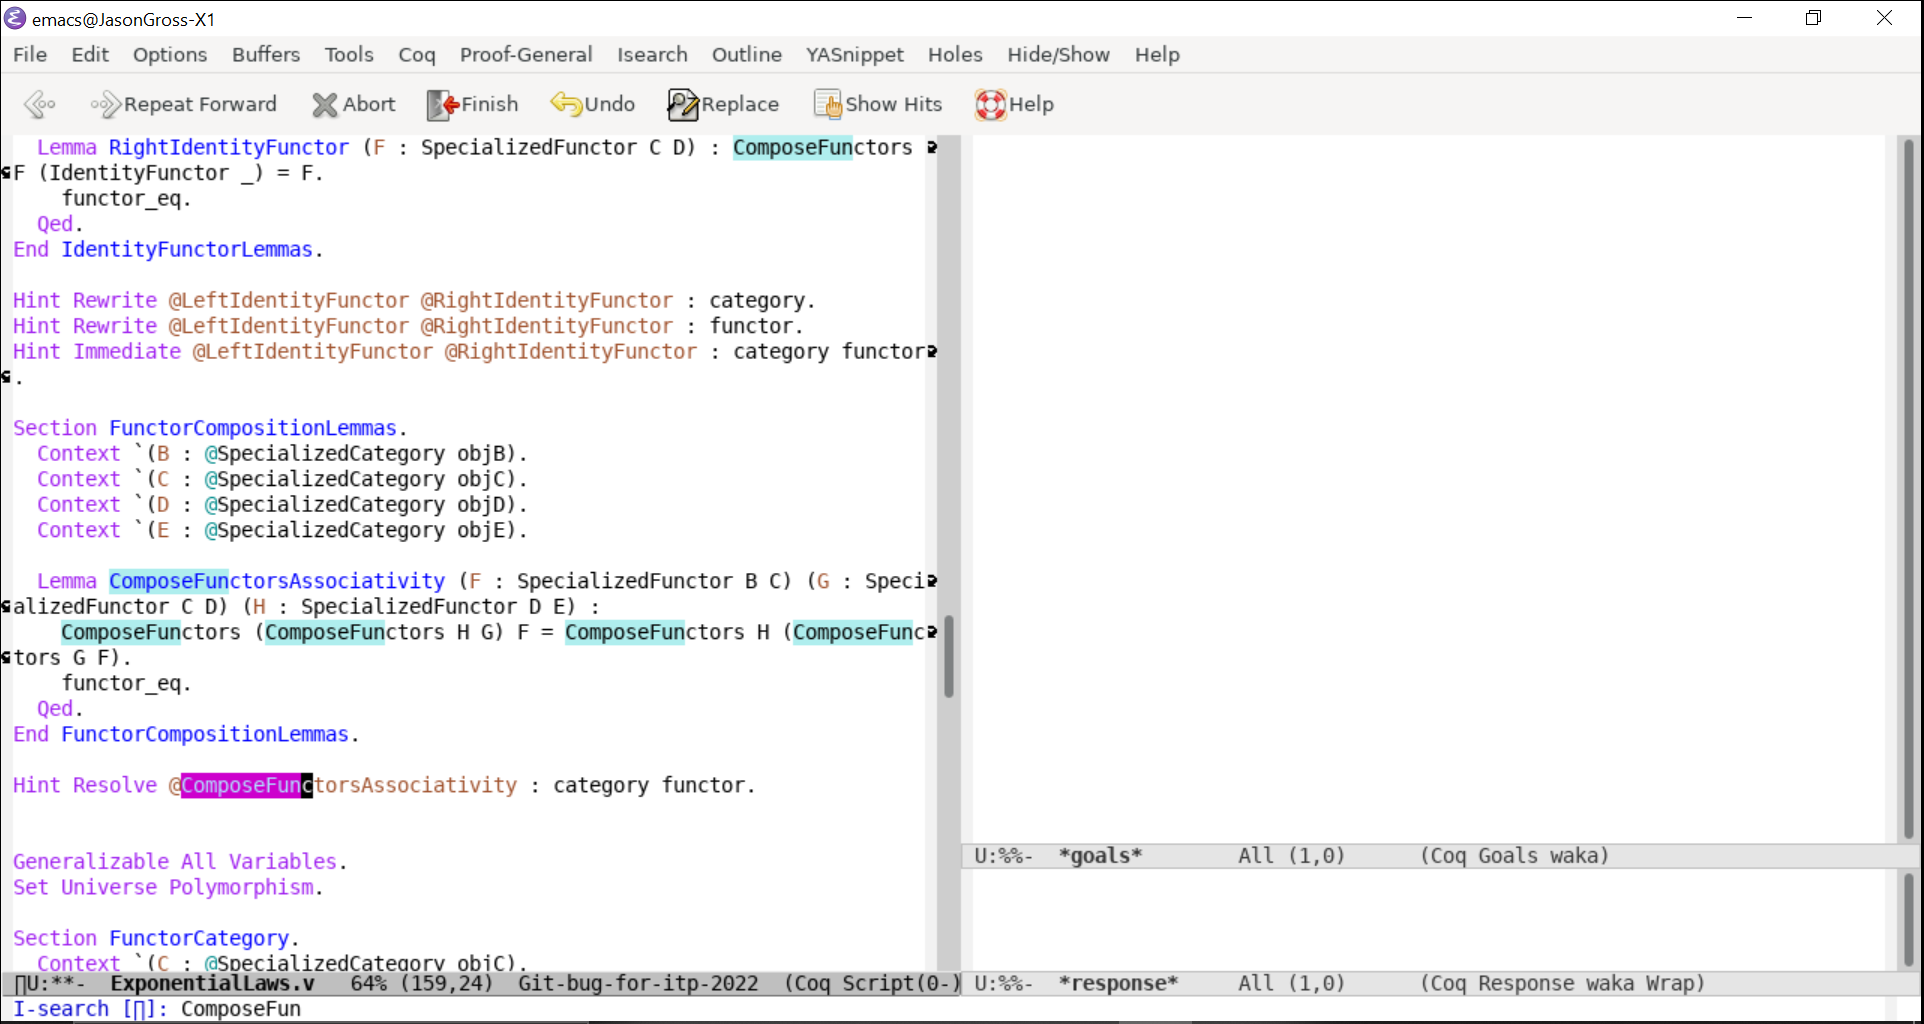 emacs@JasonGross-X1
File Edit Options Buffers Tools Coq Proof-General Isearch Outline YASnippet Holes Hide/Show Help
Repeat Forward Abort Finish Undo Replace Show Hits Help
Lemma RightIdentityFunctor (F : SpecializedFunctor C D) : ComposeFunctors
F (IdentityFunctor _) = F.
functor_eq.
Qed.
End IdentityFunctorLemmas.
Hint Rewrite @LeftIdentityFunctor @RightIdentityFunctor : category.
Hint Rewrite @LeftIdentityFunctor @RightIdentityFunctor : functor.
Hint Immediate @LeftIdentityFunctor @RightIdentityFunctor : category functor
.
Section FunctorCompositionLemmas.
Context `(B : @SpecializedCategory objB).
Context `(C : @SpecializedCategory objC).
Context `(D : @SpecializedCategory objD).
Context `(E : @SpecializedCategory objE).
Lemma ComposeFunctorsAssociativity (F : SpecializedFunctor B C) (G : Speci
alizedFunctor C D) (H : SpecializedFunctor D E) :
ComposeFunctors (ComposeFunctors H G) F = ComposeFunctors H (ComposeFunc
tors G F).
functor_eq.
Qed.
End FunctorCompositionLemmas.
Hint Resolve @ComposeFunctorsAssociativity : category functor.
Generalizable All Variables.
Set Universe Polymorphism.
Section FunctorCategory.
Context `(C : @SpecializedCategory objC).
∏U:**- ExponentialLaws.v 64% (159,24) Git-bug-for-itp-2022 (Coq Script(0-)
I-search [∏]: ComposeFun
U:%%- *goals* All (1,0) (Coq Goals waka)
U:%%- *response* All (1,0) (Coq Response waka Wrap)